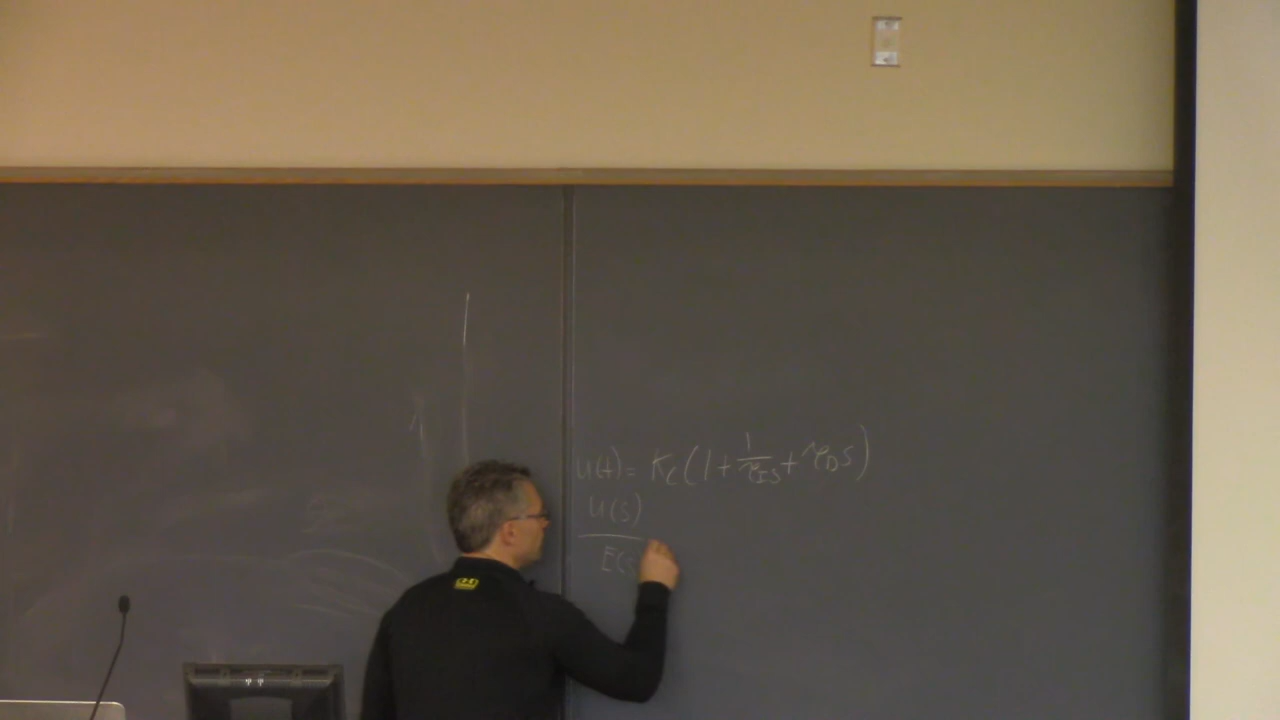 u(t) = Kc(1 + 1/τIs + τDs)
U(s)
E(s